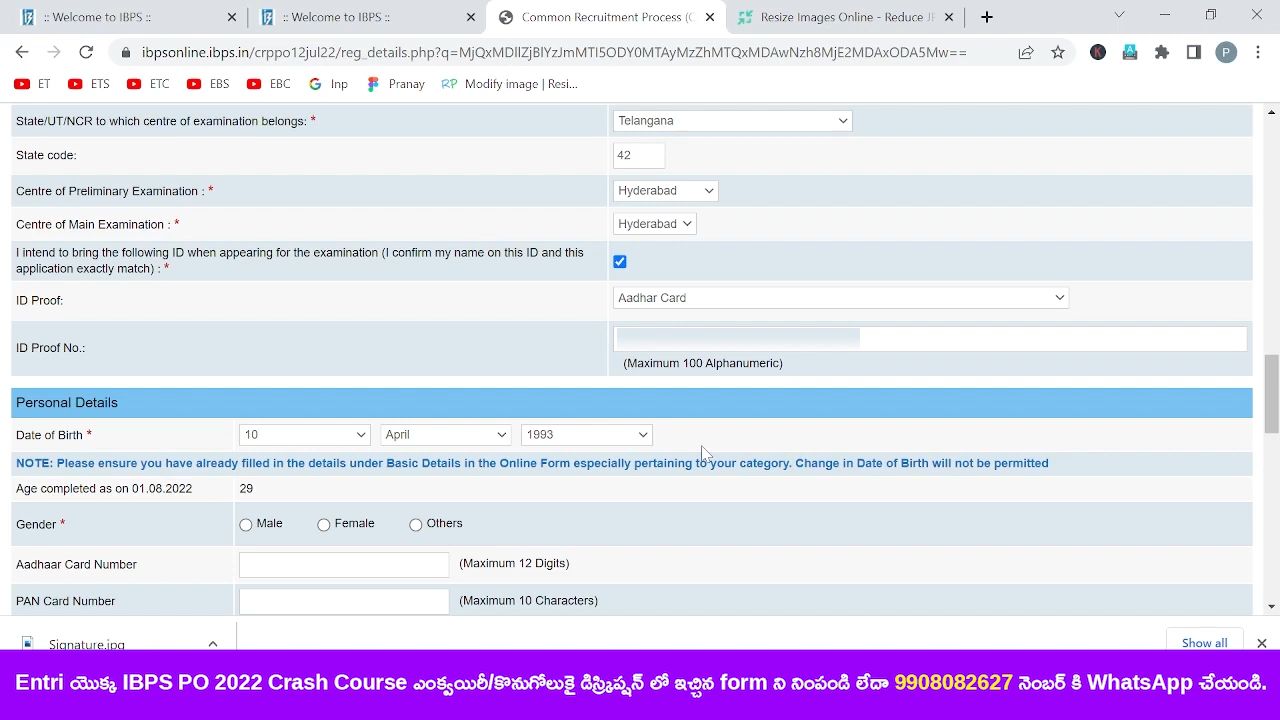 :: Welcome to IBPS ::
:: Welcome to IBPS ::
Common Recruitment Process (C
Resize Images Online - Reduce JP
ibpsonline.ibps.in/crppo12jul22/reg_details.php?q=MjQxMDllZjBlYzJmMTI5ODY0MTAyMzZhMTQxMDAwNzh8MjE2MDAxODA5Mw==
P
ET
ETS
ETC
EBS
EBC
Inp
Pranay
RP Modify image | Resi...
State/UT/NCR to which centre of examination belongs: * Telangana
State code: 42
Centre of Preliminary Examination : * Hyderabad
Centre of Main Examination : * Hyderabad
I intend to bring the following ID when appearing for the examination (I confirm my name on this ID and this
application exactly match) : *
ID Proof: Aadhar Card
ID Proof No.:
(Maximum 100 Alphanumeric)
Personal Details
Date of Birth * 10 April 1993
NOTE: Please ensure you have already filled in the details under Basic Details in the Online Form especially pertaining to your category. Change in Date of Birth will not be permitted
Age completed as on 01.08.2022 29
Gender * Male Female Others
Aadhaar Card Number (Maximum 12 Digits)
PAN Card Number (Maximum 10 Characters)
Signature.jpg Show all
Entri యొక్క IBPS PO 2022 Crash Course ఎంక్వయిరీ/కొనుగోలుకై డిస్క్రిప్షన్ లో ఇచ్చిన form ని నింపండి లేదా 9908082627 నెంబర్ కి WhatsApp చేయండి.